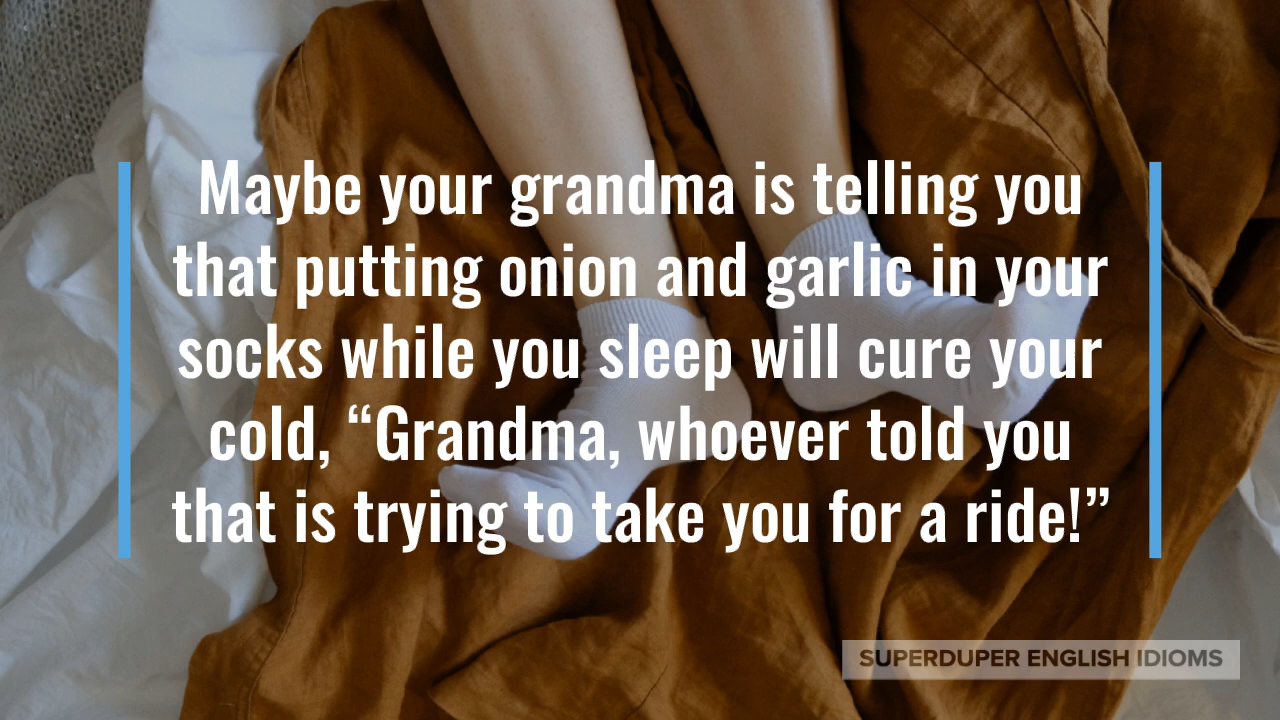 Maybe your grandma is telling you
that putting onion and garlic in your
socks while you sleep will cure your
cold, “Grandma, whoever told you
that is trying to take you for a ride!”
SUPERDUPER ENGLISH IDIOMS